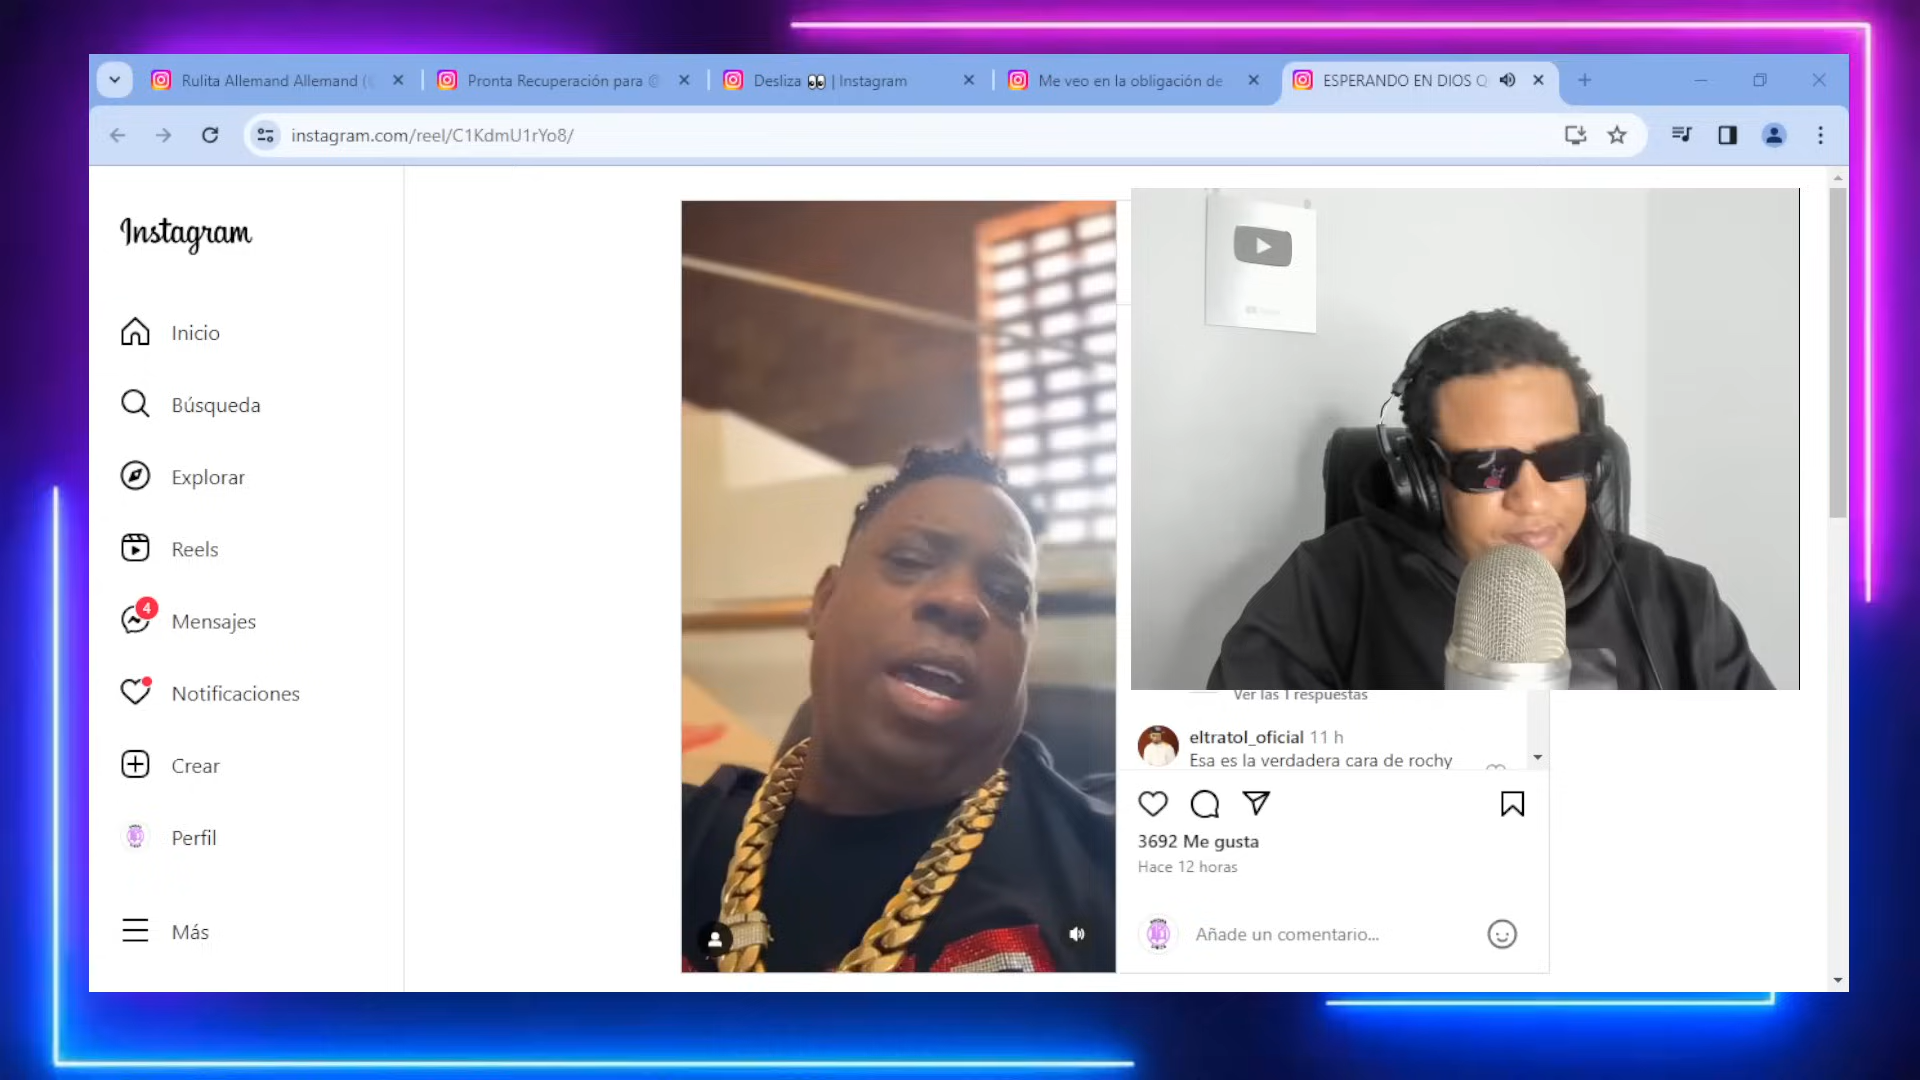 Rulita Allemand Allemand (
Pronta Recuperación para @
Desliza 👀 | Instagram
Me veo en la obligación de
ESPERANDO EN DIOS Q
instagram.com/reel/C1KdmU1rYo8/
Instagram
Inicio
Búsqueda
Explorar
Reels
4
Mensajes
Notificaciones
Crear
Perfil
Más
Ver las 1 respuestas
eltratol_oficial 11 h
Esa es la verdadera cara de rochy
3692 Me gusta
Hace 12 horas
Añade un comentario...